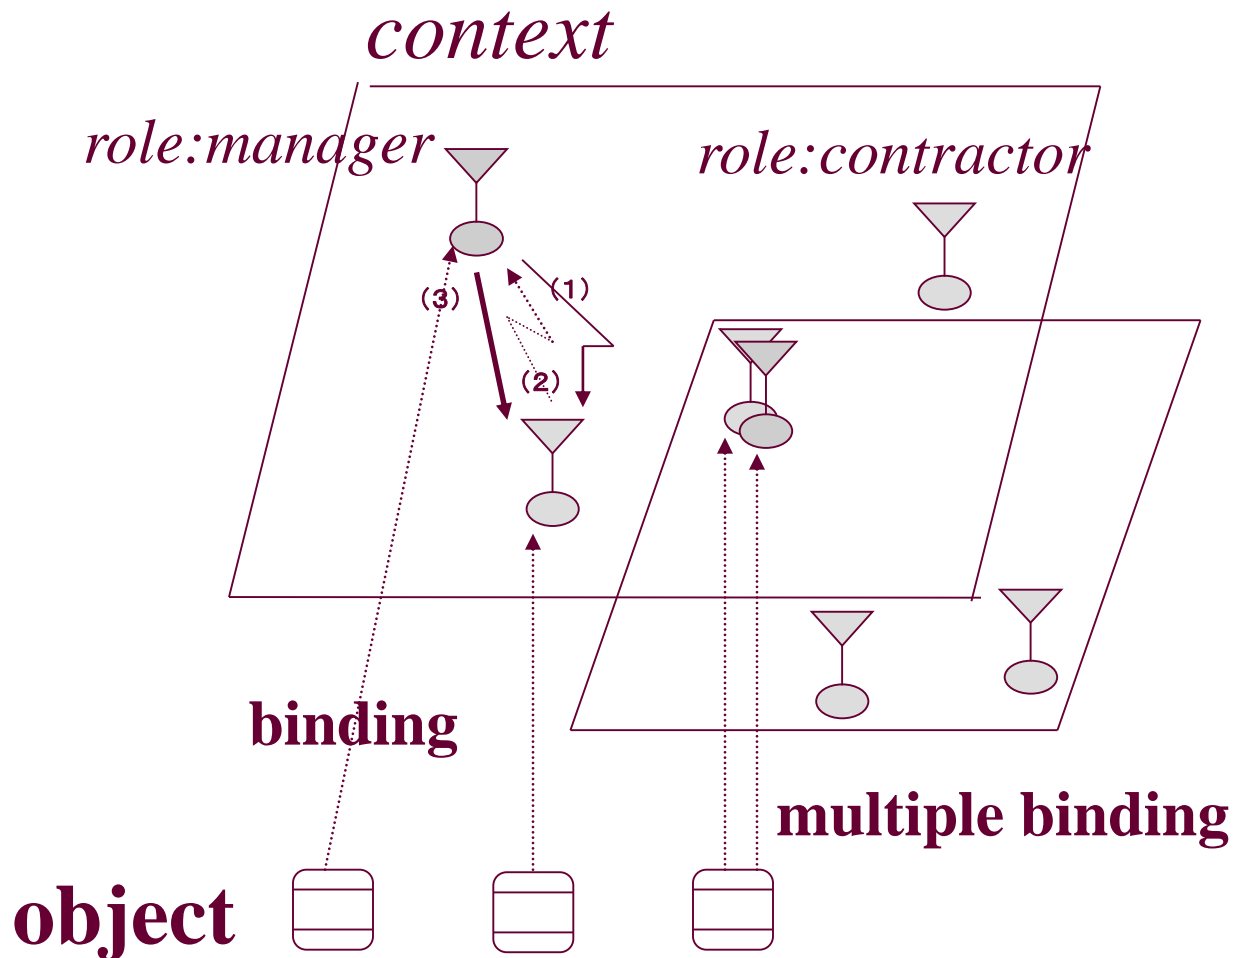 context
role:manager
role:contractor
(1)
(3)
(2)
binding
multiple binding
object